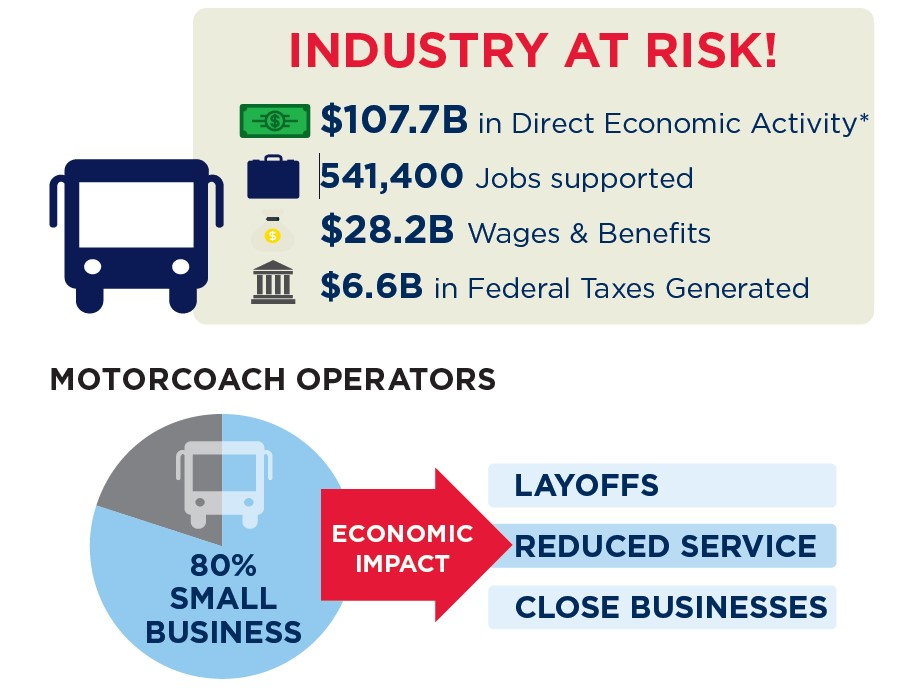 INDUSTRY AT RISK!
$107.7B in Direct Economic Activity*
541,400 Jobs supported
$28.2B Wages & Benefits
$6.6B in Federal Taxes Generated
MOTORCOACH OPERATORS
80%
SMALL
BUSINESS
ECONOMIC
IMPACT
LAYOFFS
REDUCED SERVICE
CLOSE BUSINESSES